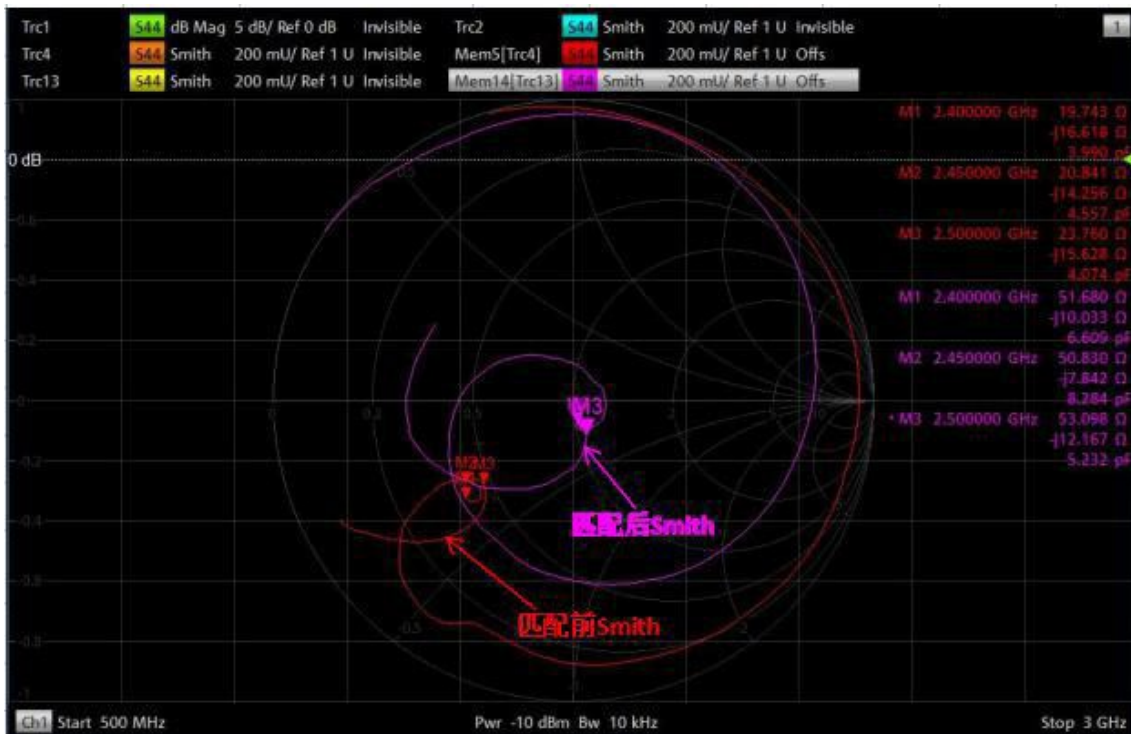 Trc1 S44 dB Mag 5 dB/ Ref 0 dB Invisible Trc2 S44 Smith 200 mU/ Ref 1 U Invisible 1
Trc4 S44 Smith 200 mU/ Ref 1 U Invisible Mem5[Trc4] S44 Smith 200 mU/ Ref 1 U Offs
Trc13 S44 Smith 200 mU/ Ref 1 U Invisible Mem14[Trc13] S44 Smith 200 mU/ Ref 1 U Offs
M1 2.400000 GHz 19.743 Ω
-j16.618 Ω
3.990 pF
0 dB
M2 2.450000 GHz 20.841 Ω
-j14.256 Ω
4.557 pF
M3 2.500000 GHz 23.760 Ω
-j15.628 Ω
4.074 pF
M1 2.400000 GHz 51.680 Ω
-j10.033 Ω
6.609 pF
M2 2.450000 GHz 50.830 Ω
-j7.842 Ω
8.284 pF
• M3 2.500000 GHz 53.098 Ω
-j12.167 Ω
5.232 pF
M3
M3
匹配后Smith
匹配前Smith
Ch1 Start 500 MHz Pwr -10 dBm Bw 10 kHz Stop 3 GHz